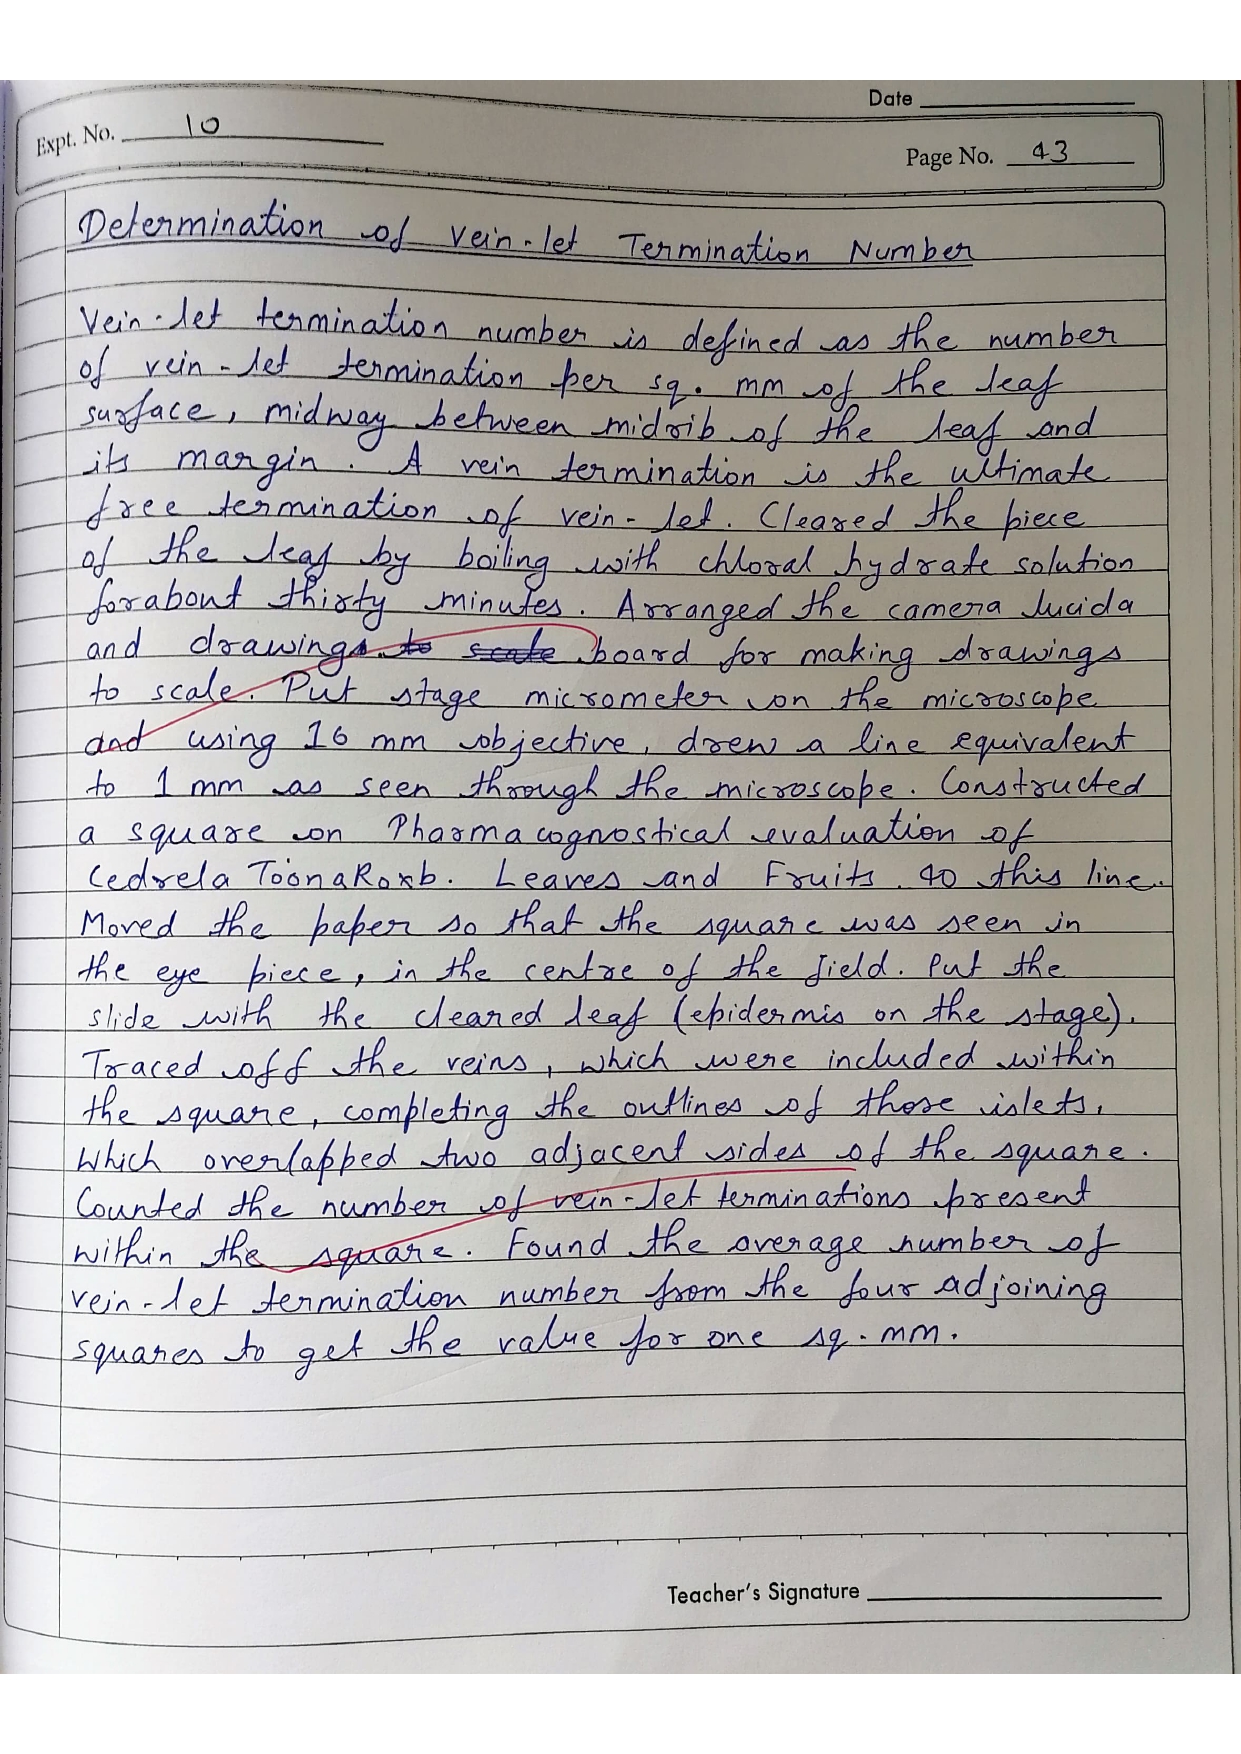 Date
Expt. No. 10
Page No. 43
Determination of vein-let Termination Number
Vein-let termination number is defined as the number
of vein-let termination per sq. mm of the leaf
surface, midway between midrib of the leaf and
its margin. A vein termination is the ultimate
free termination of vein-let. Cleared the piece
of the leaf by boiling with chloral hydrate solution
forabout thirty minutes. Arranged the camera lucida
and drawings to scale board for making drawings
to scale. Put stage micrometer on the microscope
and using 16 mm objective, drew a line equivalent
to 1 mm as seen through the microscope. Constructed
a square on Pharmacognostical evaluation of
Cedrela ToonaRoxb. Leaves and Fruits 40 this line.
Moved the paper so that the square was seen in
the eye piece, in the centre of the field. Put the
slide with the cleared leaf (epidermis on the stage).
Traced off the veins, which were included within
the square, completing the outlines of those islets,
Which overlapped two adjacent sides of the square.
Counted the number of vein-let terminations present
within the square. Found the average number of
vein-let termination number from the four adjoining
squares to get the value for one sq. mm.
Teacher's Signature